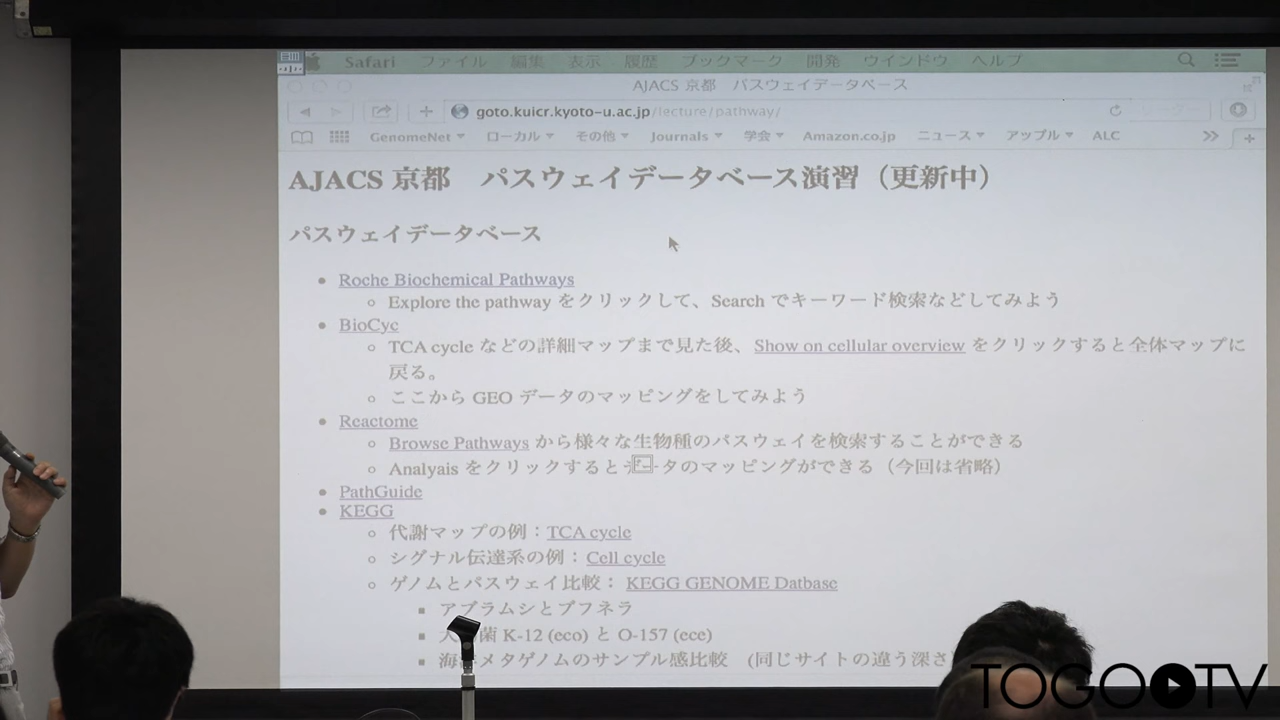 Safari ファイル 編集 表示 履歴 ブックマーク 開発 ウインドウ ヘルプ
AJACS 京都 パスウェイデータベース
goto.kuicr.kyoto-u.ac.jp/lecture/pathway/
GenomeNet ローカル その他 Journals 学会 Amazon.co.jp ニュース アップル ALC
AJACS 京都 パスウェイデータベース演習（更新中）
パスウェイデータベース
Roche Biochemical Pathways
Explore the pathway をクリックして、Search でキーワード検索などしてみよう
BioCyc
TCA cycle などの詳細マップまで見た後、Show on cellular overview をクリックすると全体マップに
戻る。
ここから GEO データのマッピングをしてみよう
Reactome
Browse Pathways から様々な生物種のパスウェイを検索することができる
Analyais をクリックすると タのマッピングができる（今回は省略）
PathGuide
KEGG
代謝マップの例：TCA cycle
シグナル伝達系の例：Cell cycle
ゲノムとパスウェイ比較： KEGG GENOME Datbase
アブラムシとブフネラ
菌 K-12 (eco) と O-157 (ece)
メタゲノムのサンプル感比較 (同じサイトの違う深さ
TOGOTV